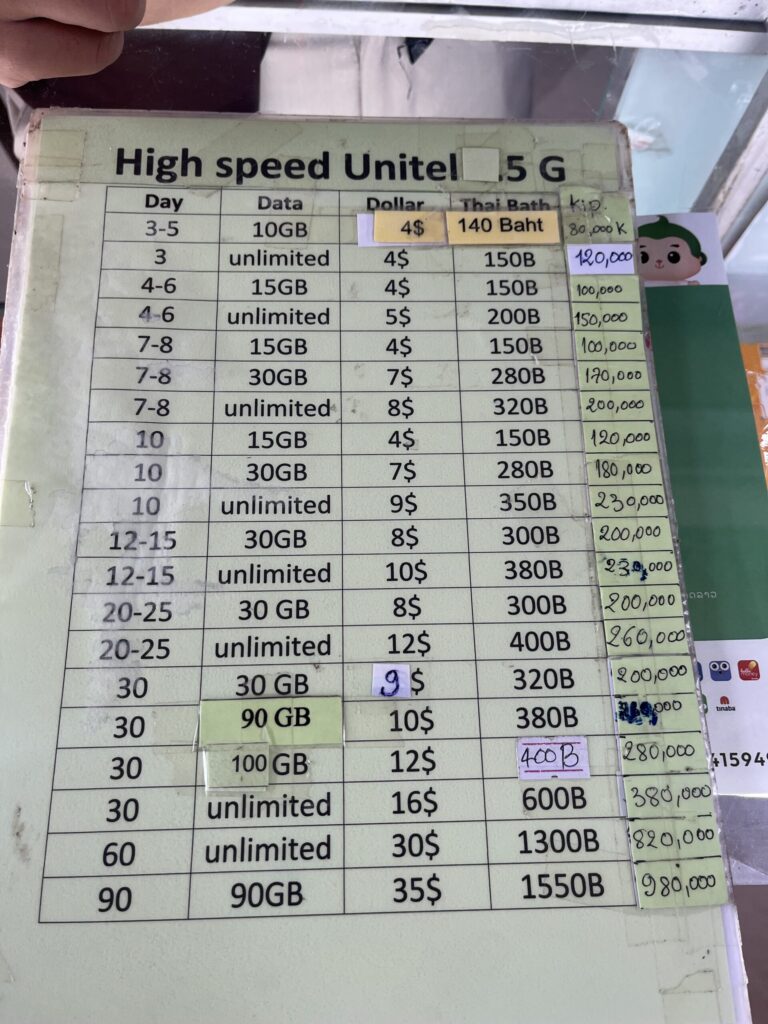 High speed Unitel .5 G
Day Data Dollar Thai Bath Kip.
3-5 10GB 4$ 140 Baht 80,000 K
3 unlimited 4$ 150B 120,000
4-6 15GB 4$ 150B 100,000
4-6 unlimited 5$ 200B 150,000
7-8 15GB 4$ 150B 100,000
7-8 30GB 7$ 280B 170,000
7-8 unlimited 8$ 320B 200,000
10 15GB 4$ 150B 120,000
10 30GB 7$ 280B 180,000
10 unlimited 9$ 350B 230,000
12-15 30GB 8$ 300B 200,000
12-15 unlimited 10$ 380B ,000
20-25 30 GB 8$ 300B 200,000
20-25 unlimited 12$ 400B 260,000
30 30 GB 9$ 320B 200,000
30 90 GB 10$ 380B ,000
30 100 GB 12$ 400B 280,000
30 unlimited 16$ 600B 380,000
60 unlimited 30$ 1300B 820,000
90 90GB 35$ 1550B 980,000
tinaba